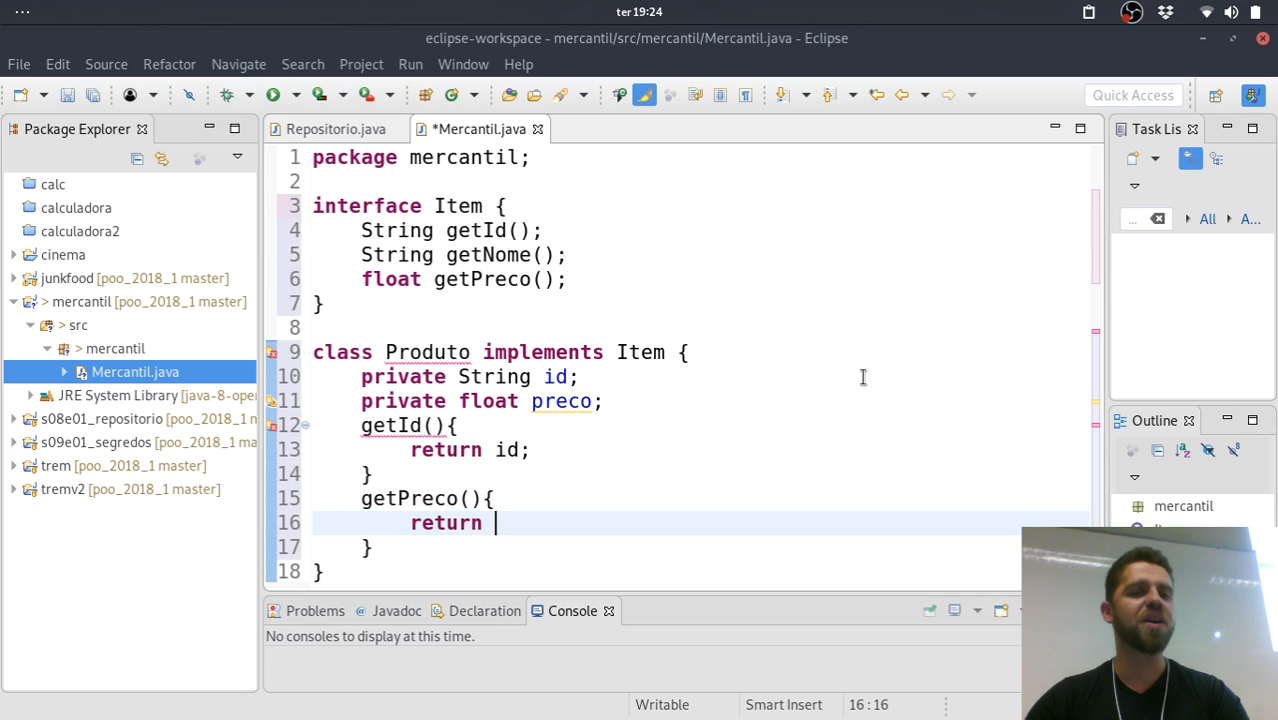 ter 19:24
eclipse-workspace - mercantil/src/mercantil/Mercantil.java - Eclipse
File Edit Source Refactor Navigate Search Project Run Window Help
Quick Access
Package Explorer
Repositorio.java
*Mercantil.java
Task Lis
calc
calculadora
calculadora2
cinema
junkfood [poo_2018_1 master]
> mercantil [poo_2018_1 master]
> src
> mercantil
Mercantil.java
JRE System Library [java-8-ope
s08e01_repositorio [poo_2018_1 mas
s09e01_segredos [poo_2018_1 ma
trem [poo_2018_1 master]
tremv2 [poo_2018_1 master]
1 package mercantil;
2
3 interface Item {
4 String getId();
5 String getNome();
6 float getPreco();
7 }
8
9 class Produto implements Item {
10 private String id;
11 private float preco;
12 getId(){
13 return id;
14 }
15 getPreco(){
16 return
17 }
18 }
... All A...
Outline
mercantil
Problems Javadoc Declaration Console
No consoles to display at this time.
Writable Smart Insert 16 : 16